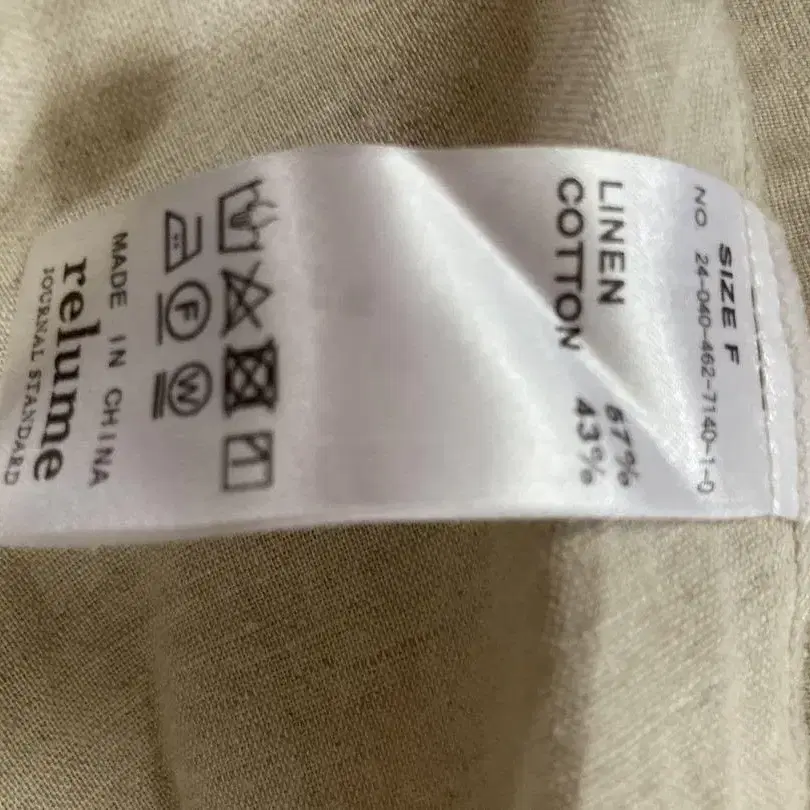 SIZE F
NO 24-040-462-7140-1-0
LINEN 57%
COTTON 43%
F
W
MADE IN CHINA
relume
JOURNAL STANDARD